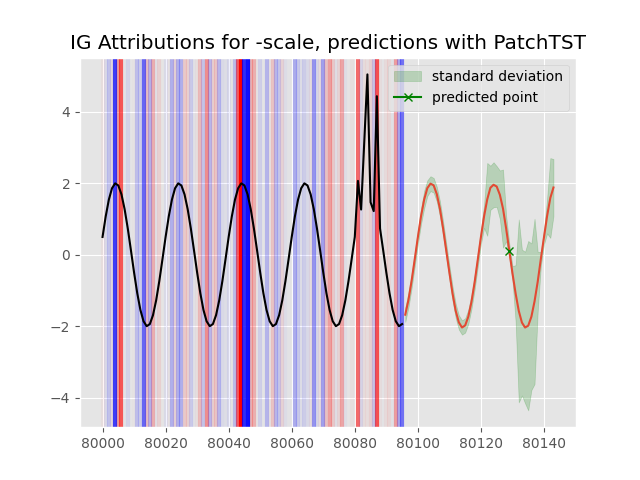 IG Attributions for -scale, predictions with PatchTST
standard deviation
predicted point
4
2
0
−2
−4
80000 80020 80040 80060 80080 80100 80120 80140